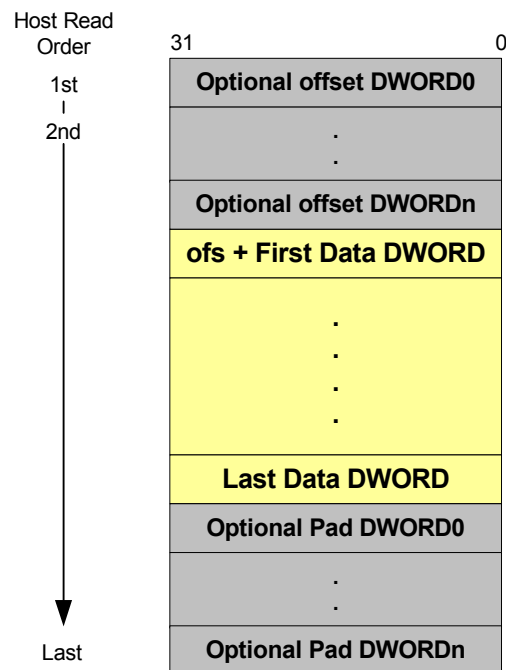 Host Read
Order
31 0
1st
2nd
Optional offset DWORD0
.
.
Optional offset DWORDn
ofs + First Data DWORD
.
.
.
.
Last Data DWORD
Optional Pad DWORD0
.
.
Last
Optional Pad DWORDn